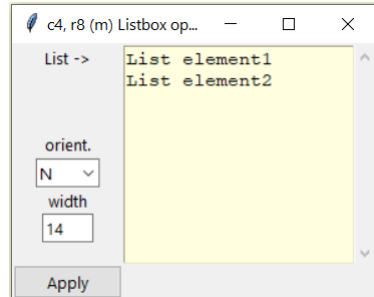 c4, r8 (m) Listbox op...
List ->
List element1
List element2
orient.
N
width
14
Apply